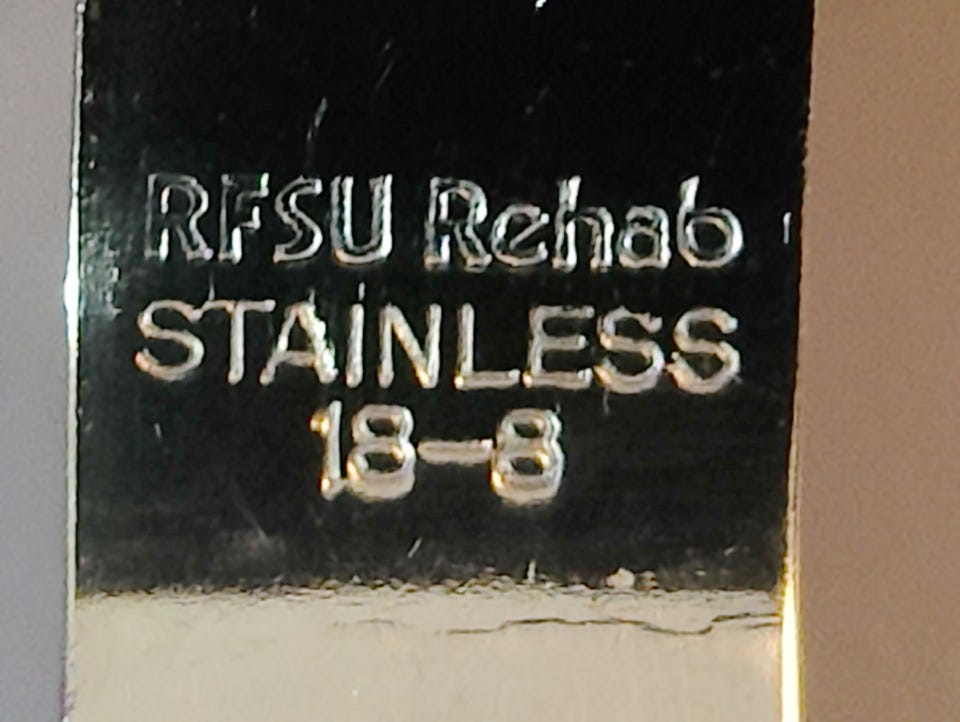 RFSU Rehab
STAINLESS
18-8